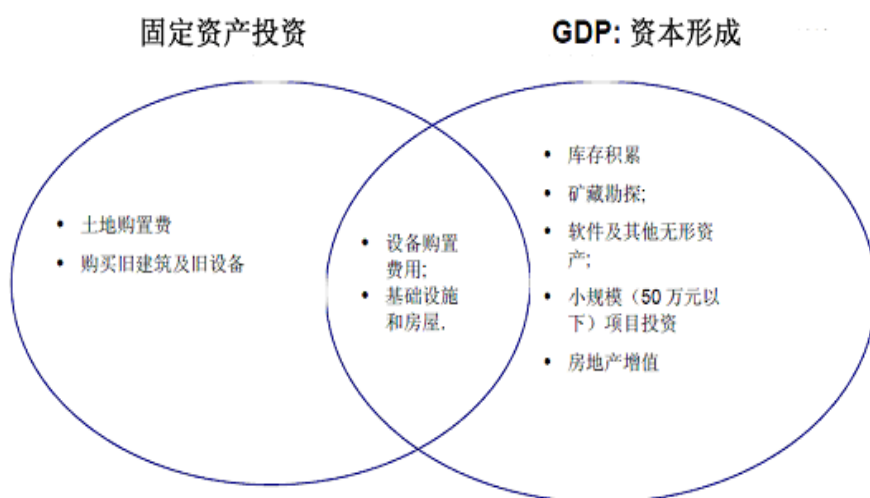 固定资产投资
GDP: 资本形成
• 土地购置费
• 购买旧建筑及旧设备
• 设备购置
费用;
• 基础设施
和房屋.
• 库存积累
• 矿藏勘探;
• 软件及其他无形资
产;
• 小规模（50 万元以
下）项目投资
• 房地产增值